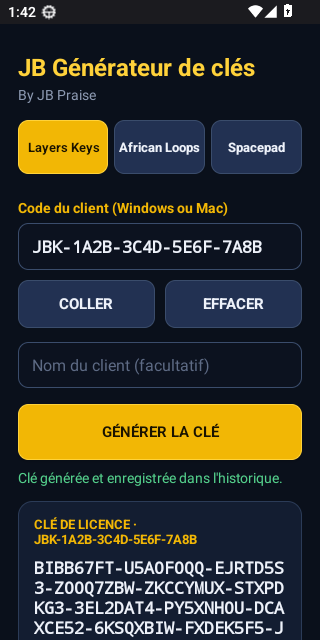 1:42
JB Générateur de clés
By JB Praise
Layers Keys
African Loops
Spacepad
Code du client (Windows ou Mac)
JBK-1A2B-3C4D-5E6F-7A8B
COLLER
EFFACER
Nom du client (facultatif)
GÉNÉRER LA CLÉ
Clé générée et enregistrée dans l'historique.
CLÉ DE LICENCE ·
JBK-1A2B-3C4D-5E6F-7A8B
BIBB67FT-U5AOFOQQ-EJRTD5S
3-ZOOQ7ZBW-ZKCCYMUX-STXPD
KG3-3EL2DAT4-PY5XNHOU-DCA
XCE52-6KSQXBIW-FXDEK5F5-J